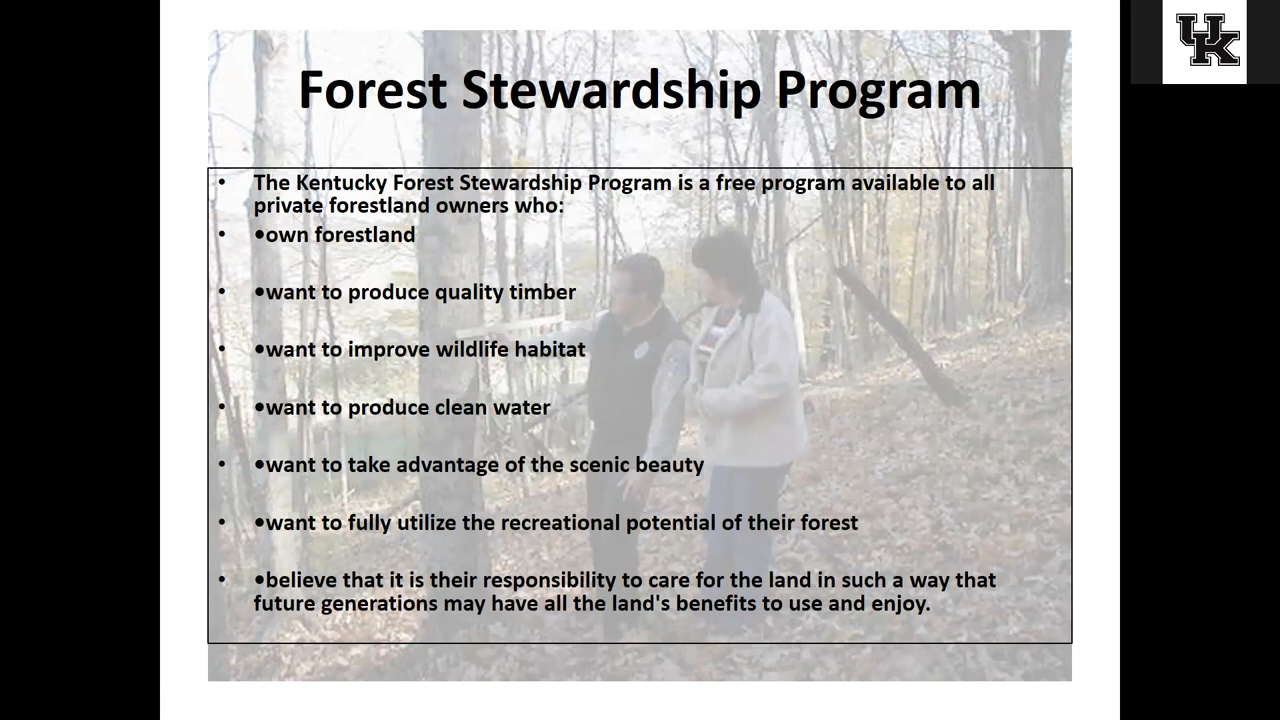 UK
Forest Stewardship Program
• The Kentucky Forest Stewardship Program is a free program available to all
private forestland owners who:
• •own forestland
• •want to produce quality timber
• •want to improve wildlife habitat
• •want to produce clean water
• •want to take advantage of the scenic beauty
• •want to fully utilize the recreational potential of their forest
• •believe that it is their responsibility to care for the land in such a way that
future generations may have all the land's benefits to use and enjoy.